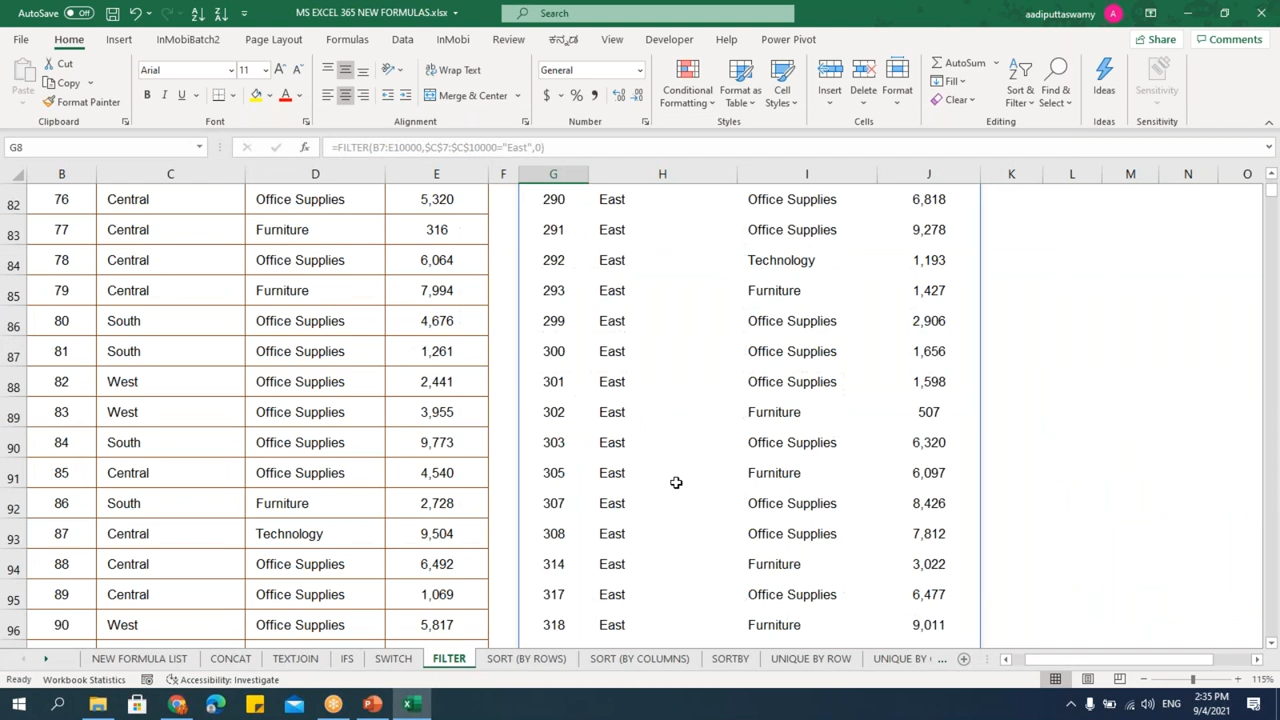 AutoSave Off MS EXCEL 365 NEW FORMULAS.xlsx Search aadiputtaswamy A
File Home Insert InMobiBatch2 Page Layout Formulas Data InMobi Review ಕನ್ನಡ View Developer Help Power Pivot Share Comments
Paste Cut Copy Format Painter Arial 11 Wrap Text Merge & Center General Conditional Formatting Format as Table Cell Styles Insert Delete Format AutoSum Fill Clear Sort & Filter Find & Select Ideas Sensitivity
Clipboard Font Alignment Number Styles Cells Editing Ideas Sensitivity
G8 fx =FILTER(B7:E10000,$C$7:$C$10000="East",0)
B C D E F G H I J K L M N O
82 76 Central Office Supplies 5,320 290 East Office Supplies 6,818
83 77 Central Furniture 316 291 East Office Supplies 9,278
84 78 Central Office Supplies 6,064 292 East Technology 1,193
85 79 Central Furniture 7,994 293 East Furniture 1,427
86 80 South Office Supplies 4,676 299 East Office Supplies 2,906
87 81 South Office Supplies 1,261 300 East Office Supplies 1,656
88 82 West Office Supplies 2,441 301 East Office Supplies 1,598
89 83 West Office Supplies 3,955 302 East Furniture 507
90 84 South Office Supplies 9,773 303 East Office Supplies 6,320
91 85 Central Office Supplies 4,540 305 East Furniture 6,097
92 86 South Furniture 2,728 307 East Office Supplies 8,426
93 87 Central Technology 9,504 308 East Office Supplies 7,812
94 88 Central Office Supplies 6,492 314 East Furniture 3,022
95 89 Central Office Supplies 1,069 317 East Office Supplies 6,477
96 90 West Office Supplies 5,817 318 East Furniture 9,011
NEW FORMULA LIST CONCAT TEXTJOIN IFS SWITCH FILTER SORT (BY ROWS) SORT (BY COLUMNS) SORTBY UNIQUE BY ROW UNIQUE BY ( ...
Ready Workbook Statistics Accessibility: Investigate 115%
ENG 2:35 PM
9/4/2021